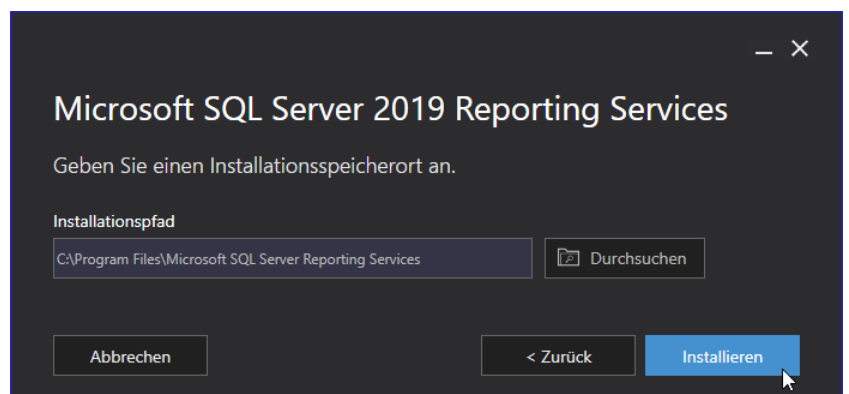 Microsoft SQL Server 2019 Reporting Services
Geben Sie einen Installationsspeicherort an.
Installationspfad
C:\Program Files\Microsoft SQL Server Reporting Services
Durchsuchen
Abbrechen
< Zurück
Installieren